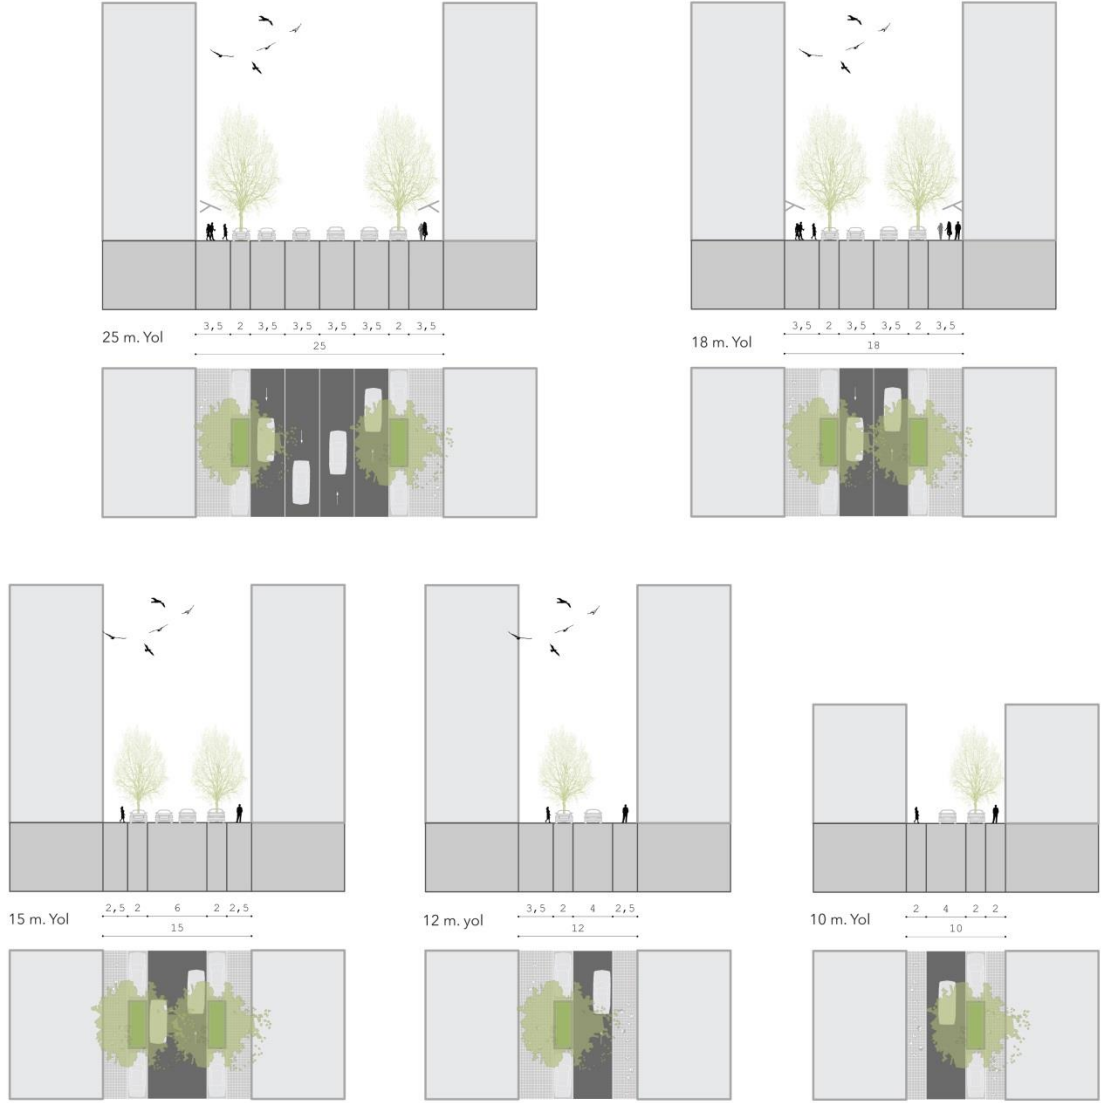 3,5 2 3,5 3,5 3,5 3,5 2 3,5
25 m. Yol
25
3,5 2 3,5 3,5 2 3,5
18 m. Yol
18
2,5 2 6 2 2,5
15 m. Yol
15
3,5 2 4 2,5
12 m. yol
12
2 4 2 2
10 m. Yol
10